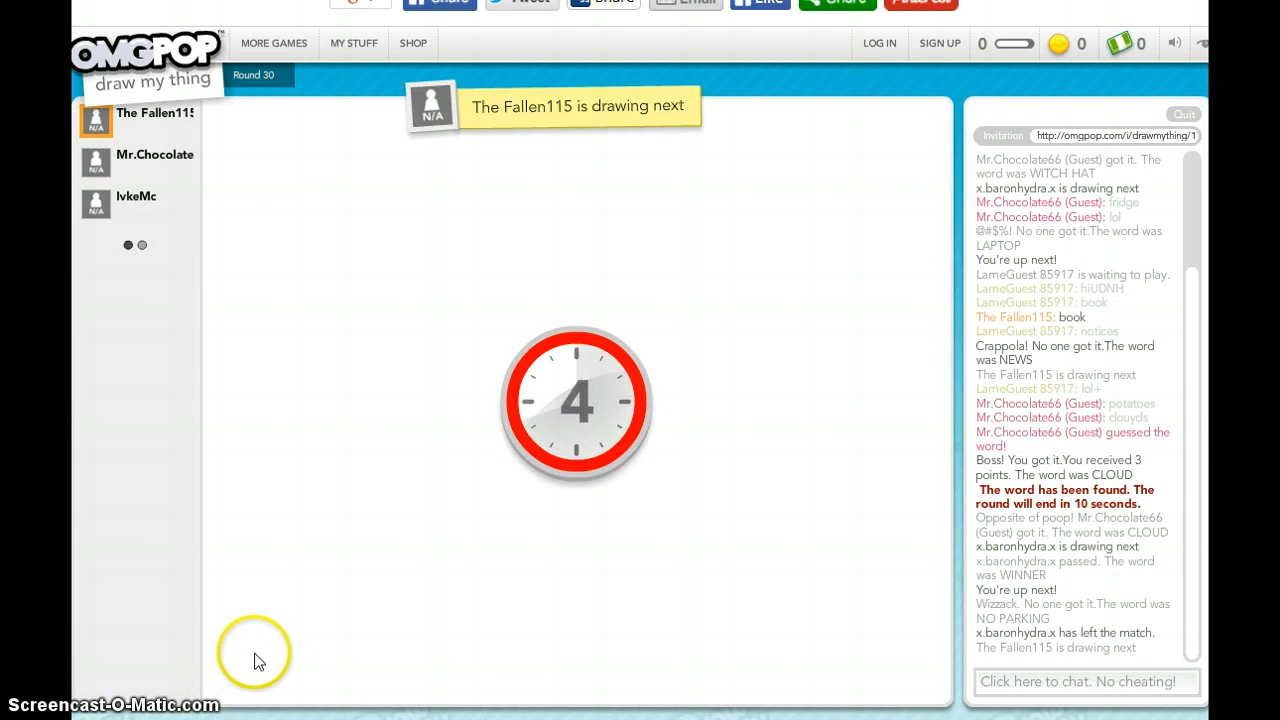 Share
Tweet
Share
Email
Like
Share
Pinterest
OMGPOP
draw my thing
MORE GAMES
MY STUFF
SHOP
LOG IN
SIGN UP
0
0
0
Round 30
N/A
The Fallen115 is drawing next
N/A
The Fallen115
N/A
Mr.Chocolate
N/A
IvkeMc
4
Quit
Invitation
http://omgpop.com/i/drawmything/1
Mr.Chocolate66 (Guest) got it. The
word was WITCH HAT
x.baronhydra.x is drawing next
Mr.Chocolate66 (Guest): fridge
Mr.Chocolate66 (Guest): lol
@#$%! No one got it.The word was
LAPTOP
You're up next!
LameGuest 85917 is waiting to play.
LameGuest 85917: hiUDNH
LameGuest 85917: book
The Fallen115: book
LameGuest 85917: notices
Crappola! No one got it.The word
was NEWS
The Fallen115 is drawing next
LameGuest 85917: lol+
Mr.Chocolate66 (Guest): potatoes
Mr.Chocolate66 (Guest): clouyds
Mr.Chocolate66 (Guest) guessed the
word!
Boss! You got it.You received 3
points. The word was CLOUD
The word has been found. The
round will end in 10 seconds.
Opposite of poop! Mr.Chocolate66
(Guest) got it. The word was CLOUD
x.baronhydra.x is drawing next
x.baronhydra.x passed. The word
was WINNER
You're up next!
Wizzack. No one got it.The word was
NO PARKING
x.baronhydra.x has left the match.
The Fallen115 is drawing next
Click here to chat. No cheating!
Screencast-O-Matic.com